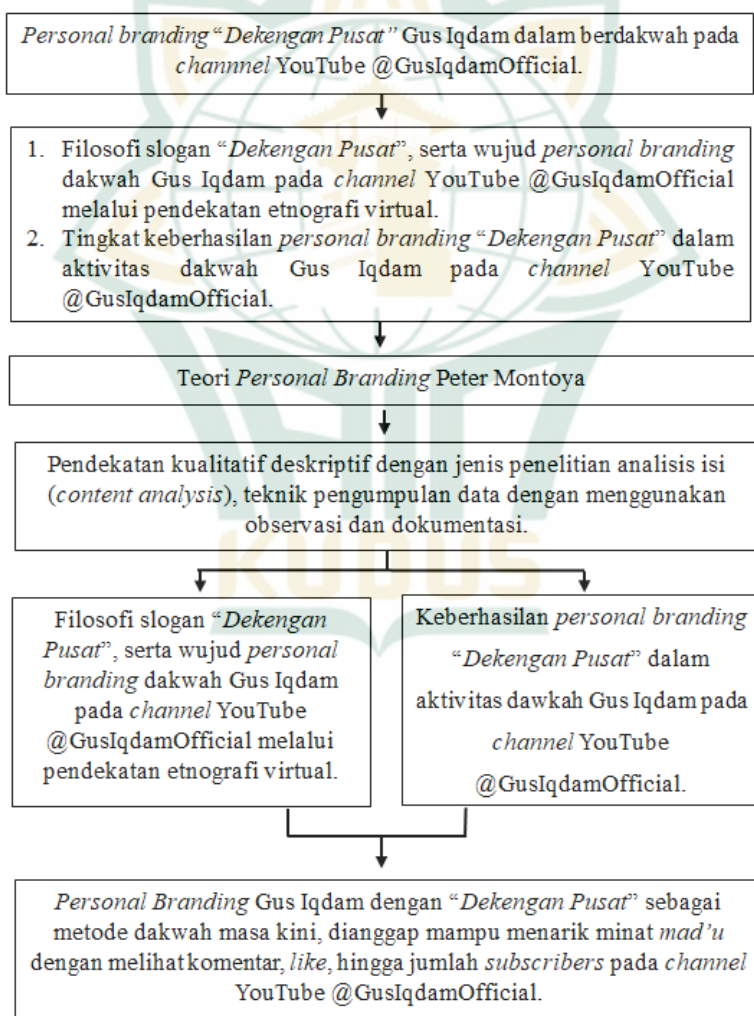 Personal branding “Dekengan Pusat” Gus Iqdam dalam berdakwah pada
channnel YouTube @GusIqdamOfficial.
1. Filosofi slogan “Dekengan Pusat”, serta wujud personal branding
dakwah Gus Iqdam pada channel YouTube @GusIqdamOfficial
melalui pendekatan etnografi virtual.
2. Tingkat keberhasilan personal branding “Dekengan Pusat” dalam
aktivitas dakwah Gus Iqdam pada channel YouTube
@GusIqdamOfficial.
Teori Personal Branding Peter Montoya
Pendekatan kualitatif deskriptif dengan jenis penelitian analisis isi
(content analysis), teknik pengumpulan data dengan menggunakan
observasi dan dokumentasi.
KUDUS
Filosofi slogan “Dekengan
Pusat”, serta wujud personal
branding dakwah Gus Iqdam
pada channel YouTube
@GusIqdamOfficial melalui
pendekatan etnografi virtual.
Keberhasilan personal branding
“Dekengan Pusat” dalam
aktivitas dawkah Gus Iqdam pada
channel YouTube
@GusIqdamOfficial.
Personal Branding Gus Iqdam dengan “Dekengan Pusat” sebagai
metode dakwah masa kini, dianggap mampu menarik minat mad’u
dengan melihat komentar, like, hingga jumlah subscribers pada channel
YouTube @GusIqdamOfficial.